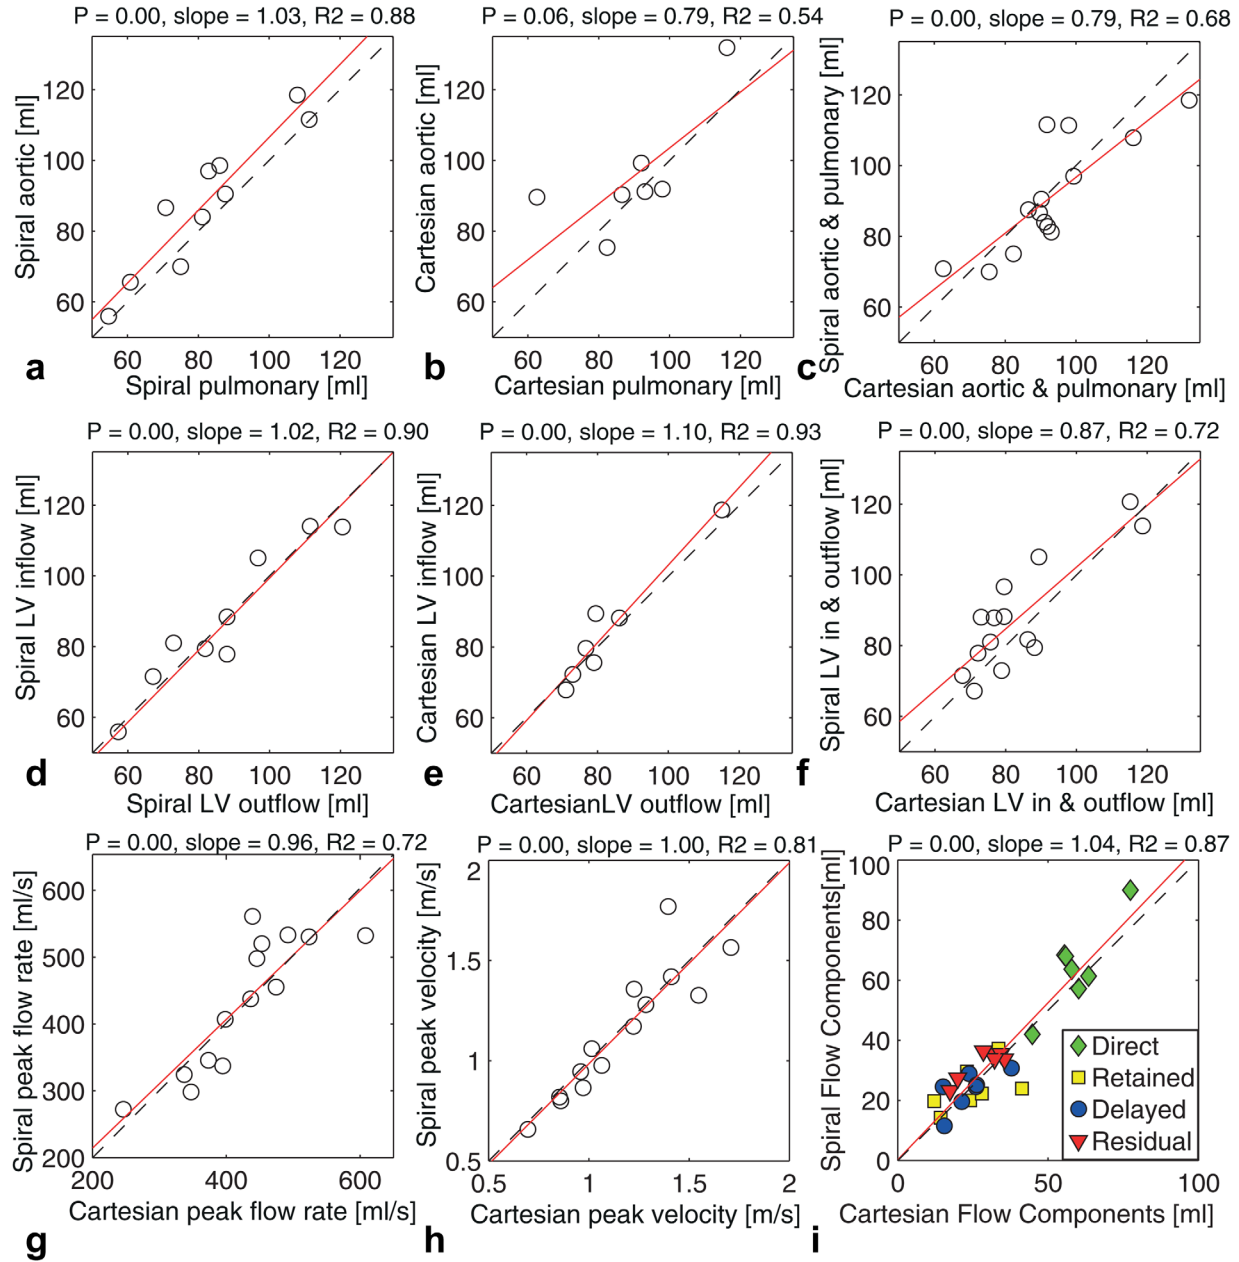 P = 0.00, slope = 1.03, R2 = 0.88
Spiral aortic [ml]
120
100
80
60
60 80 100 120
a
Spiral pulmonary [ml]
P = 0.06, slope = 0.79, R2 = 0.54
Cartesian aortic [ml]
120
100
80
60
60 80 100 120
b
Cartesian pulmonary [ml]
P = 0.00, slope = 0.79, R2 = 0.68
Spiral aortic & pulmonary [ml]
120
100
80
60
60 80 100 120
c
Cartesian aortic & pulmonary [ml]
P = 0.00, slope = 1.02, R2 = 0.90
Spiral LV inflow [ml]
120
100
80
60
60 80 100 120
d
Spiral LV outflow [ml]
P = 0.00, slope = 1.10, R2 = 0.93
Cartesian LV inflow [ml]
120
100
80
60
60 80 100 120
e
CartesianLV outflow [ml]
P = 0.00, slope = 0.87, R2 = 0.72
Spiral LV in & outflow [ml]
120
100
80
60
60 80 100 120
f
Cartesian LV in & outflow [ml]
P = 0.00, slope = 0.96, R2 = 0.72
Spiral peak flow rate [ml/s]
600
500
400
300
200
200 400 600
Cartesian peak flow rate [ml/s]
g
P = 0.00, slope = 1.00, R2 = 0.81
Spiral peak velocity [m/s]
2
1.5
1
0.5
0.5 1 1.5 2
Cartesian peak velocity [m/s]
h
P = 0.00, slope = 1.04, R2 = 0.87
Spiral Flow Components[ml]
100
80
60
40
20
0
Direct
Retained
Delayed
Residual
0 50 100
Cartesian Flow Components [ml]
i